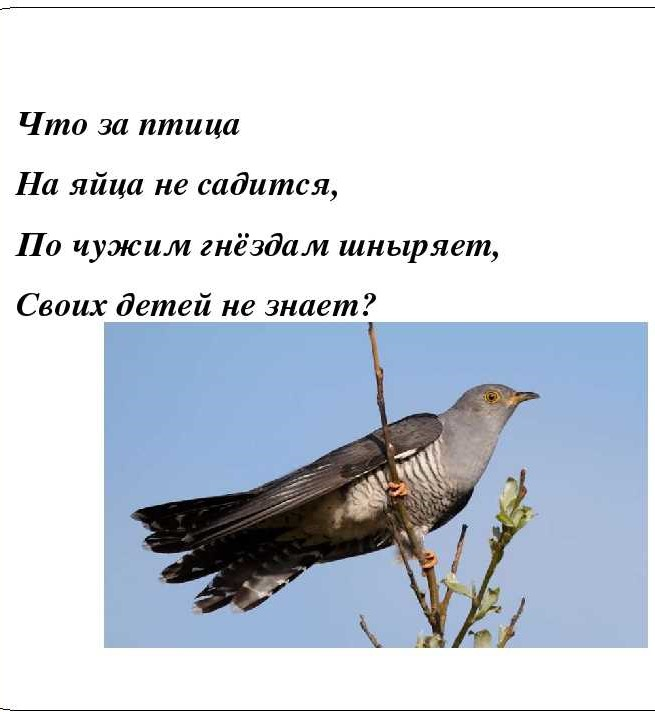 Что за птица
На яйца не садится,
По чужим гнёздам шныряет,
Своих детей не знает?